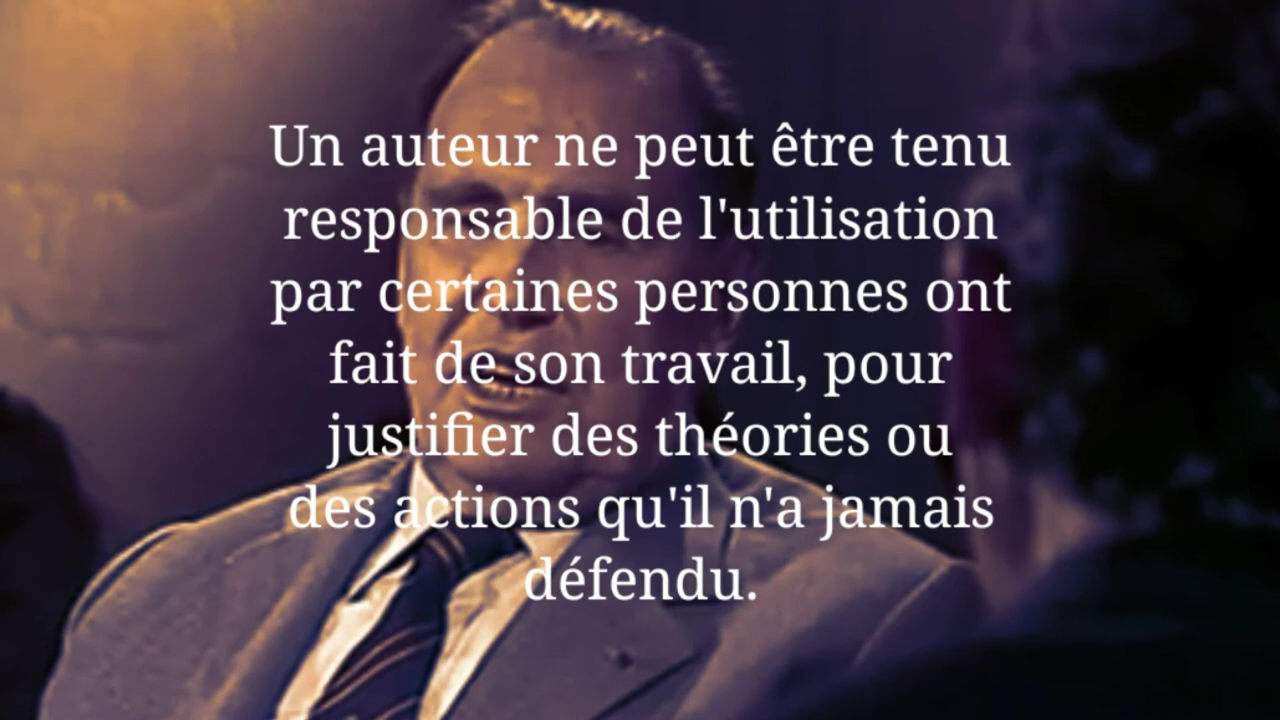 Un auteur ne peut être tenu
responsable de l'utilisation
par certaines personnes ont
fait de son travail, pour
justifier des théories ou
des actions qu'il n'a jamais
défendu.